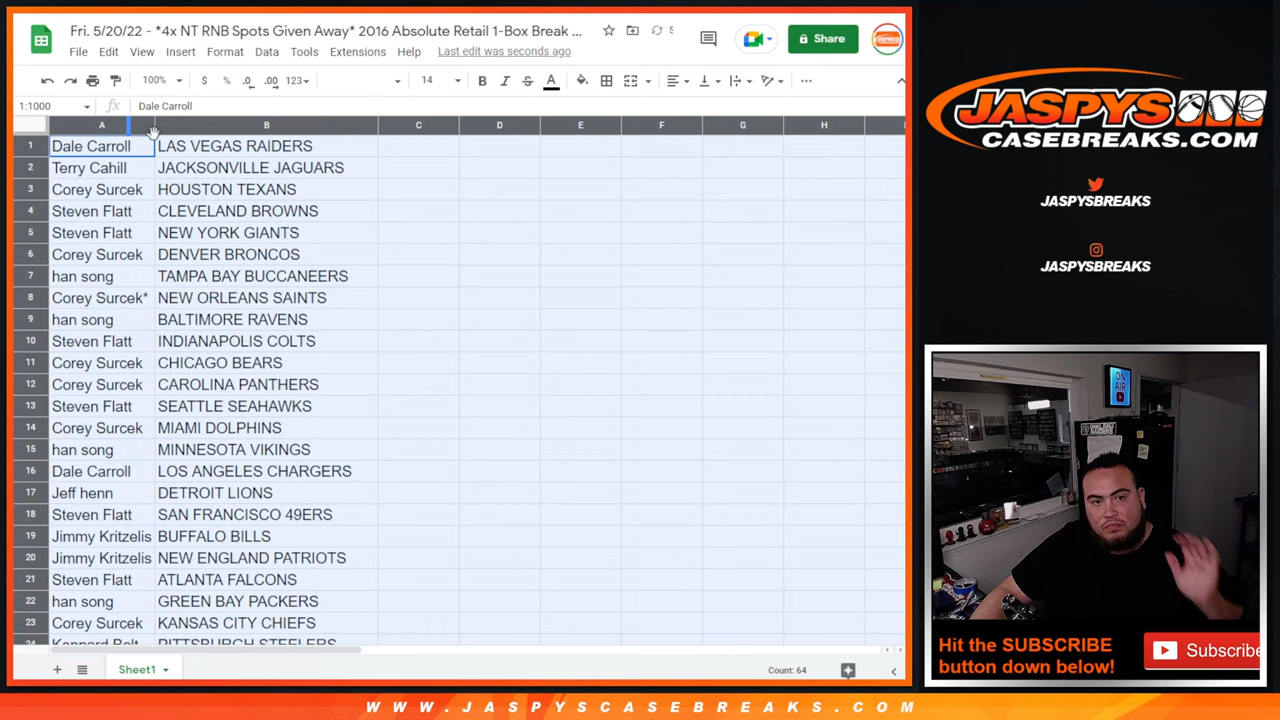 Fri. 5/20/22 - *4x NT RNB Spots Given Away* 2016 Absolute Retail 1-Box Break ...
S
Share
File Edit View Insert Format Data Tools Extensions Help Last edit was seconds ago
100% $ % .0 .00 123 14 B I S A
1:1000 fx Dale Carroll
A B C D E F G H
1 Dale Carroll LAS VEGAS RAIDERS
2 Terry Cahill JACKSONVILLE JAGUARS
3 Corey Surcek HOUSTON TEXANS
4 Steven Flatt CLEVELAND BROWNS
5 Steven Flatt NEW YORK GIANTS
6 Corey Surcek DENVER BRONCOS
7 han song TAMPA BAY BUCCANEERS
8 Corey Surcek* NEW ORLEANS SAINTS
9 han song BALTIMORE RAVENS
10 Steven Flatt INDIANAPOLIS COLTS
11 Corey Surcek CHICAGO BEARS
12 Corey Surcek CAROLINA PANTHERS
13 Steven Flatt SEATTLE SEAHAWKS
14 Corey Surcek MIAMI DOLPHINS
15 han song MINNESOTA VIKINGS
16 Dale Carroll LOS ANGELES CHARGERS
17 Jeff henn DETROIT LIONS
18 Steven Flatt SAN FRANCISCO 49ERS
19 Jimmy Kritzelis BUFFALO BILLS
20 Jimmy Kritzelis NEW ENGLAND PATRIOTS
21 Steven Flatt ATLANTA FALCONS
22 han song GREEN BAY PACKERS
23 Corey Surcek KANSAS CITY CHIEFS
24 Kennard Bolt PITTSBURGH STEELERS
Sheet1
Count: 64
JASPYS
CASEBREAKS.COM
JASPYSBREAKS
JASPYSBREAKS
ON
AIR
Hit the SUBSCRIBE
button down below!
Subscribe
WWW.JASPYSCASEBREAKS.COM